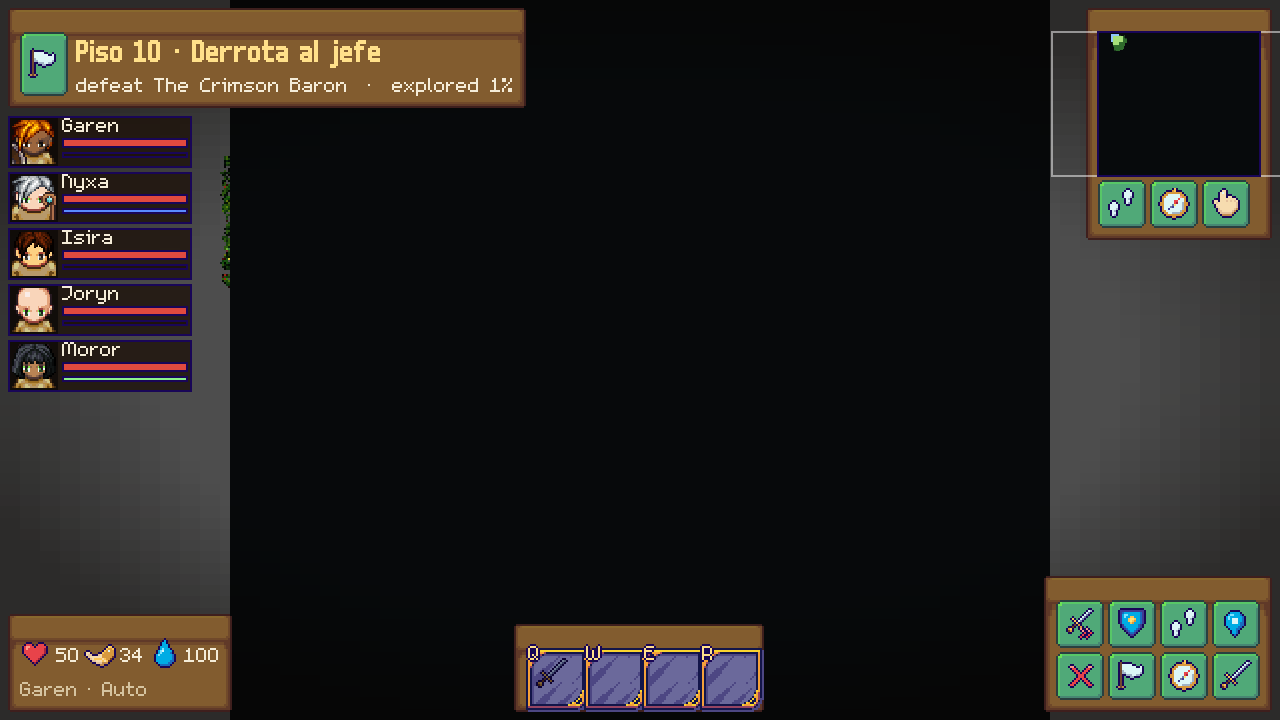 Piso 10 · Derrota al jefe
defeat The Crimson Baron · explored 1%
Garen
Nyxa
Isira
Joryn
Moror
50 34 100
Garen · Auto
Q W E R